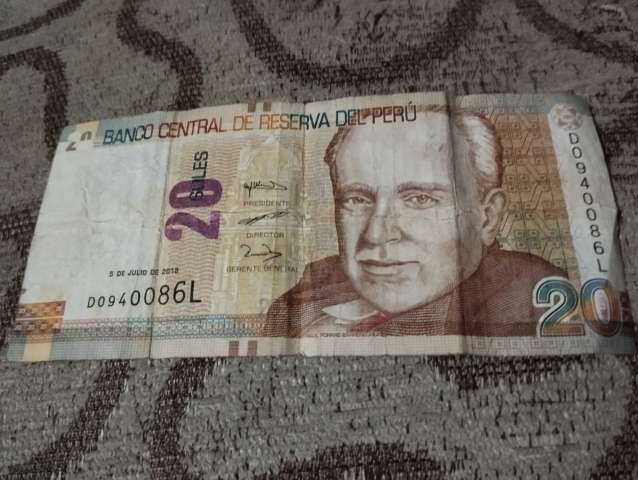 20
BANCO CENTRAL DE RESERVA DEL PERÚ
20 SOLES
PRESIDENTE
DIRECTOR
GERENTE GENERAL
5 DE JULIO DE 2018
D0940086L
D0940086L
20